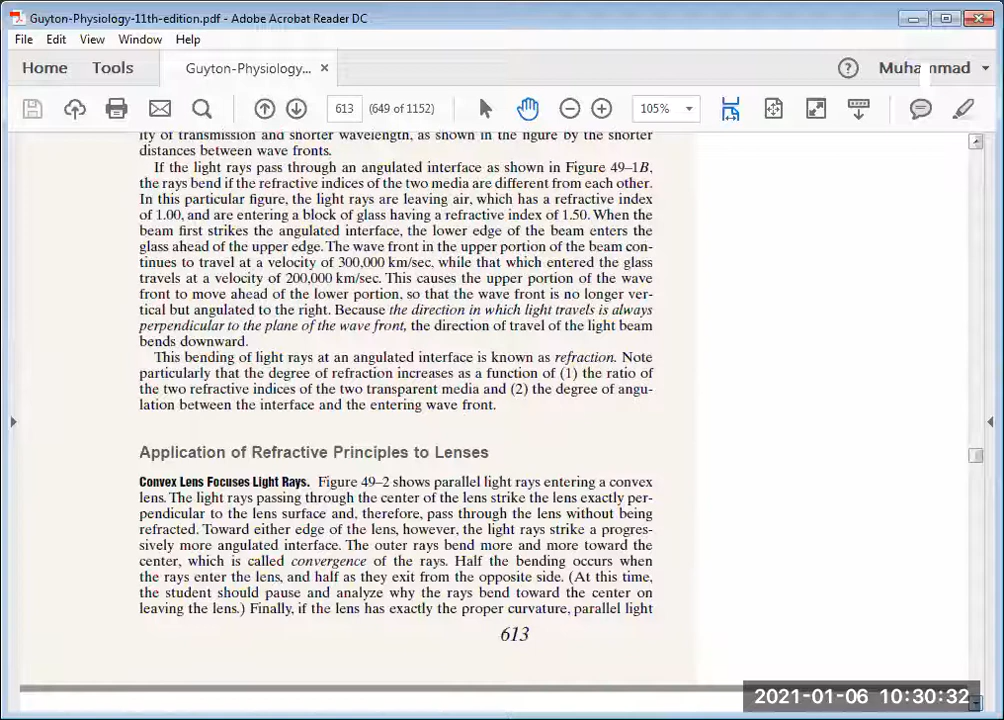 Guyton-Physiology-11th-edition.pdf - Adobe Acrobat Reader DC
File Edit View Window Help
Home Tools Guyton-Physiology... × ? Muhammad
613 (649 of 1152) 105%
ity of transmission and shorter wavelength, as shown in the figure by the shorter
distances between wave fronts.
If the light rays pass through an angulated interface as shown in Figure 49–1B,
the rays bend if the refractive indices of the two media are different from each other.
In this particular figure, the light rays are leaving air, which has a refractive index
of 1.00, and are entering a block of glass having a refractive index of 1.50. When the
beam first strikes the angulated interface, the lower edge of the beam enters the
glass ahead of the upper edge. The wave front in the upper portion of the beam con-
tinues to travel at a velocity of 300,000 km/sec, while that which entered the glass
travels at a velocity of 200,000 km/sec. This causes the upper portion of the wave
front to move ahead of the lower portion, so that the wave front is no longer ver-
tical but angulated to the right. Because the direction in which light travels is always
perpendicular to the plane of the wave front, the direction of travel of the light beam
bends downward.
This bending of light rays at an angulated interface is known as refraction. Note
particularly that the degree of refraction increases as a function of (1) the ratio of
the two refractive indices of the two transparent media and (2) the degree of angu-
lation between the interface and the entering wave front.
Application of Refractive Principles to Lenses
Convex Lens Focuses Light Rays. Figure 49–2 shows parallel light rays entering a convex
lens. The light rays passing through the center of the lens strike the lens exactly per-
pendicular to the lens surface and, therefore, pass through the lens without being
refracted. Toward either edge of the lens, however, the light rays strike a progres-
sively more angulated interface. The outer rays bend more and more toward the
center, which is called convergence of the rays. Half the bending occurs when
the rays enter the lens, and half as they exit from the opposite side. (At this time,
the student should pause and analyze why the rays bend toward the center on
leaving the lens.) Finally, if the lens has exactly the proper curvature, parallel light
613
2021-01-06 10:30:32